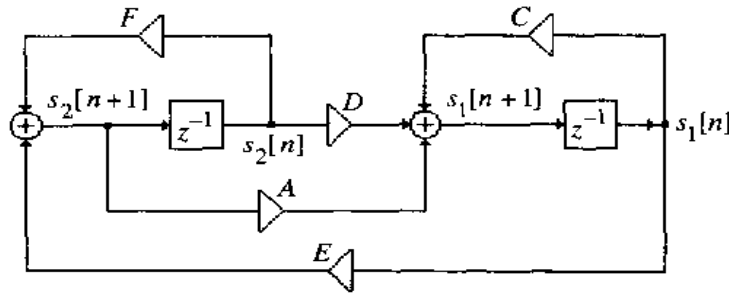 F
C
s₂[n+1]
D
s₁[n+1]
+
z⁻¹
s₂[n]
+
z⁻¹
s₁[n]
A
E